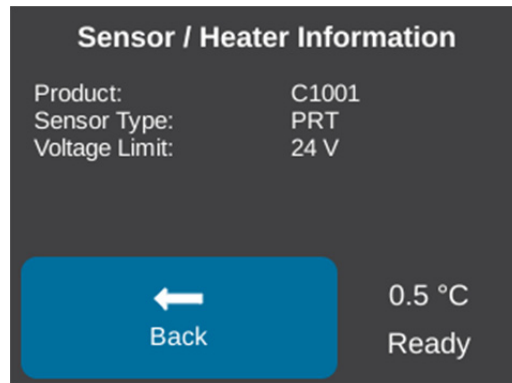 Sensor / Heater Information
Product: C1001
Sensor Type: PRT
Voltage Limit: 24 V
0.5 °C
Back
Ready